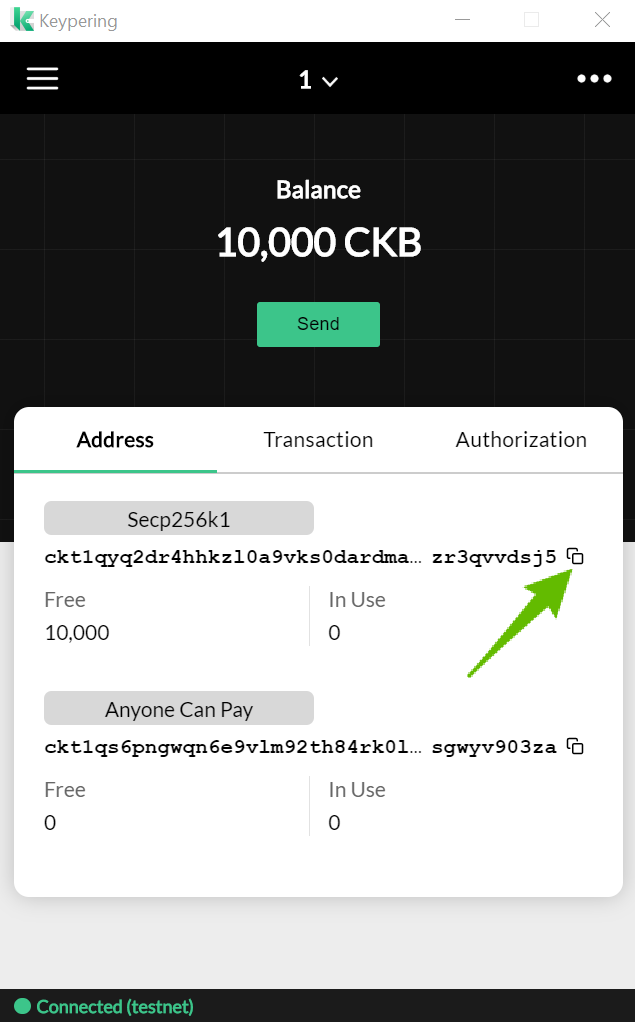 Keypering
1
Balance
10,000 CKB
Send
Address Transaction Authorization
Secp256k1
ckt1qyq2dr4hhkzl0a9vks0dardma... zr3qvvdsj5
Free In Use
10,000 0
Anyone Can Pay
ckt1qs6pngwqn6e9vlm92th84rk0l... sgwyv903za
Free In Use
0 0
Connected (testnet)